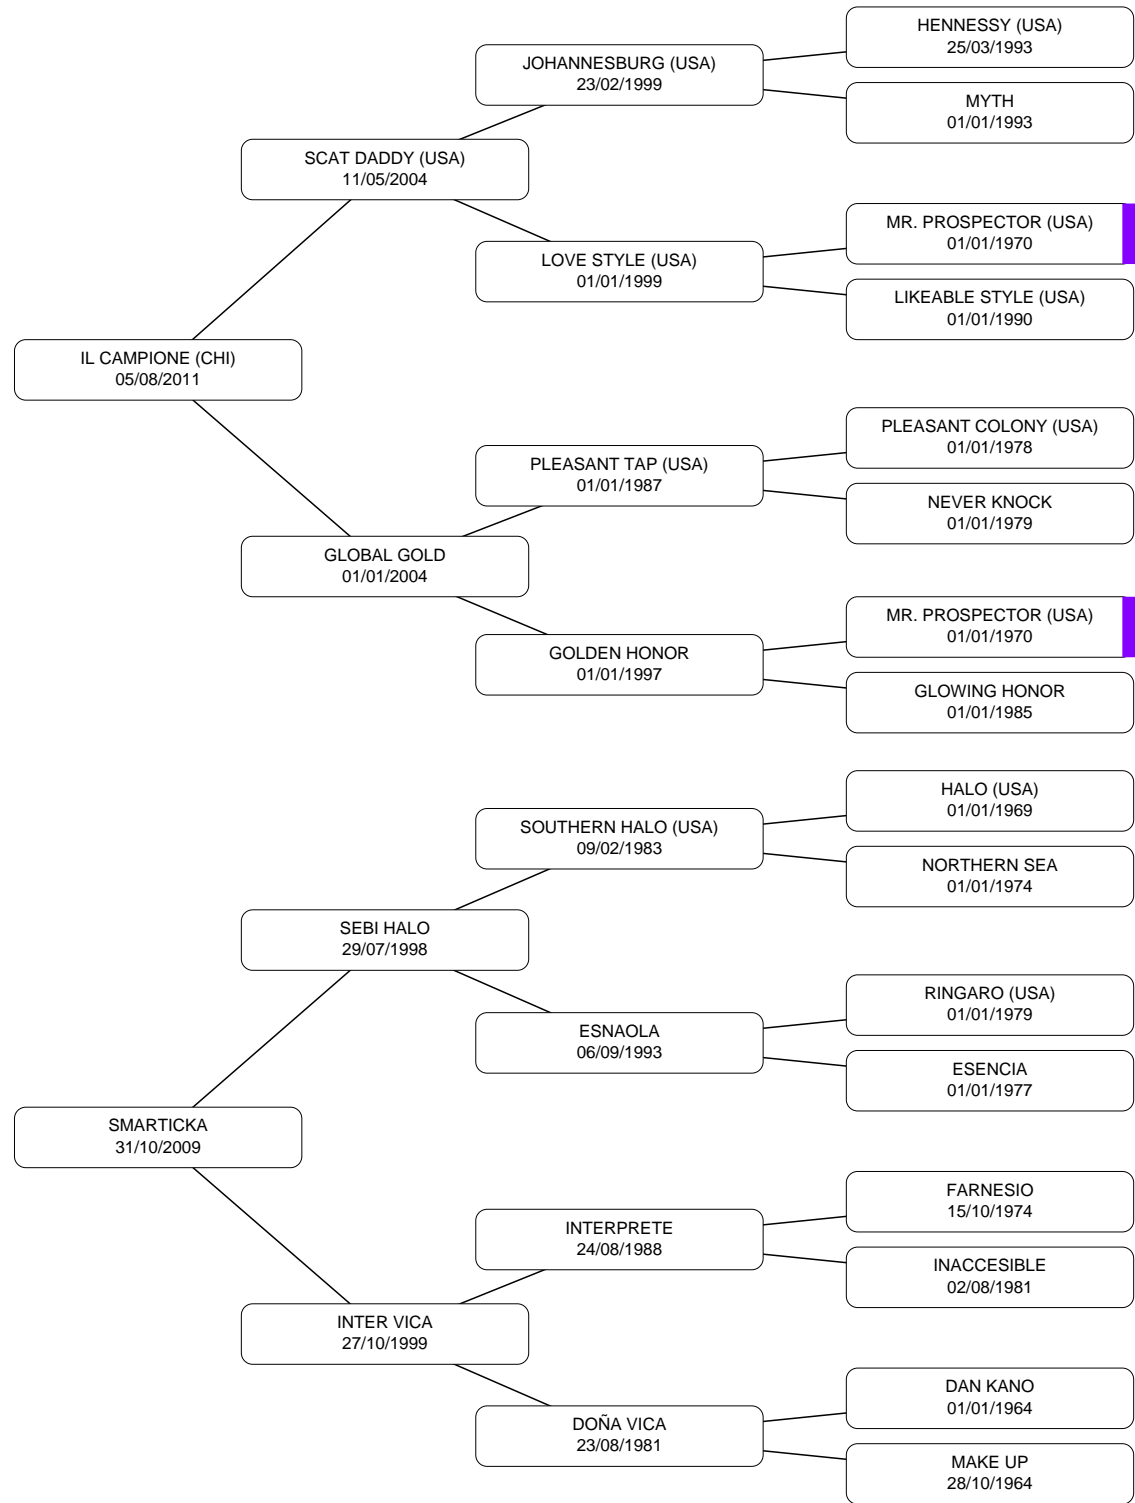 HENNESSY (USA)
25/03/1993
JOHANNESBURG (USA)
23/02/1999
MYTH
01/01/1993
SCAT DADDY (USA)
11/05/2004
MR. PROSPECTOR (USA)
01/01/1970
LOVE STYLE (USA)
01/01/1999
LIKEABLE STYLE (USA)
01/01/1990
IL CAMPIONE (CHI)
05/08/2011
PLEASANT COLONY (USA)
01/01/1978
PLEASANT TAP (USA)
01/01/1987
NEVER KNOCK
01/01/1979
GLOBAL GOLD
01/01/2004
MR. PROSPECTOR (USA)
01/01/1970
GOLDEN HONOR
01/01/1997
GLOWING HONOR
01/01/1985
HALO (USA)
01/01/1969
SOUTHERN HALO (USA)
09/02/1983
NORTHERN SEA
01/01/1974
SEBI HALO
29/07/1998
RINGARO (USA)
01/01/1979
ESNAOLA
06/09/1993
ESENCIA
01/01/1977
SMARTICKA
31/10/2009
FARNESIO
15/10/1974
INTERPRETE
24/08/1988
INACCESIBLE
02/08/1981
INTER VICA
27/10/1999
DAN KANO
01/01/1964
DOÑA VICA
23/08/1981
MAKE UP
28/10/1964